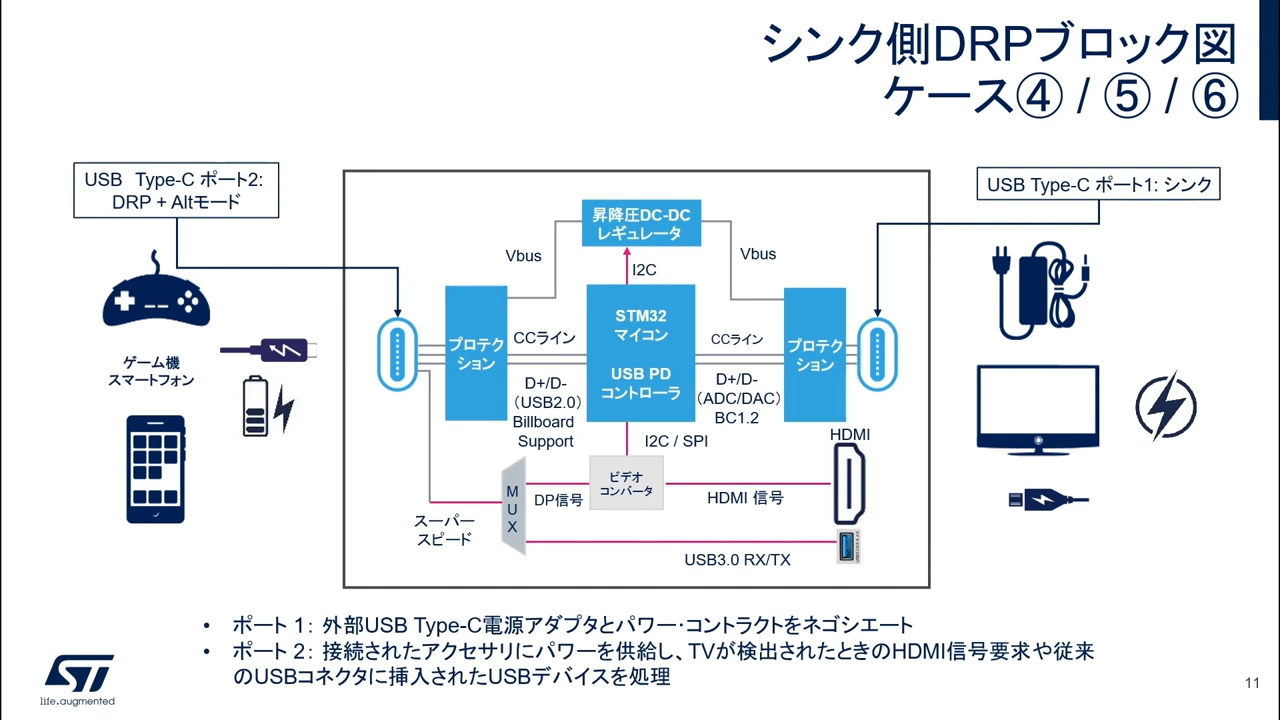 シンク側DRPブロック図
ケース④ / ⑤ / ⑥
USB Type-C ポート2:
DRP + Altモード
USB Type-C ポート1: シンク
昇降圧DC-DC
レギュレータ
Vbus
Vbus
I2C
STM32
マイコン
USB PD
コントローラ
プロテク
ション
プロテク
ション
CCライン
CCライン
D+/D-
（USB2.0）
Billboard
Support
D+/D-
（ADC/DAC）
BC1.2
ゲーム機
スマートフォン
I2C / SPI
HDMI
MUX
ビデオ
コンバータ
DP信号
HDMI 信号
スーパー
スピード
USB3.0 RX/TX
• ポート 1： 外部USB Type-C電源アダプタとパワー・コントラクトをネゴシエート
• ポート 2： 接続されたアクセサリにパワーを供給し、TVが検出されたときのHDMI信号要求や従来
のUSBコネクタに挿入されたUSBデバイスを処理
ST
life.augmented
11